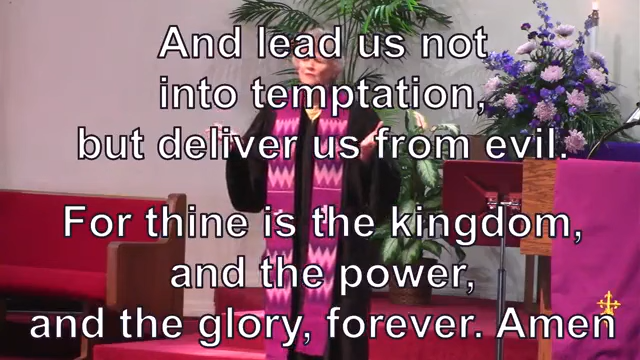 And lead us not
into temptation,
but deliver us from evil.
For thine is the kingdom,
and the power,
and the glory, forever. Amen